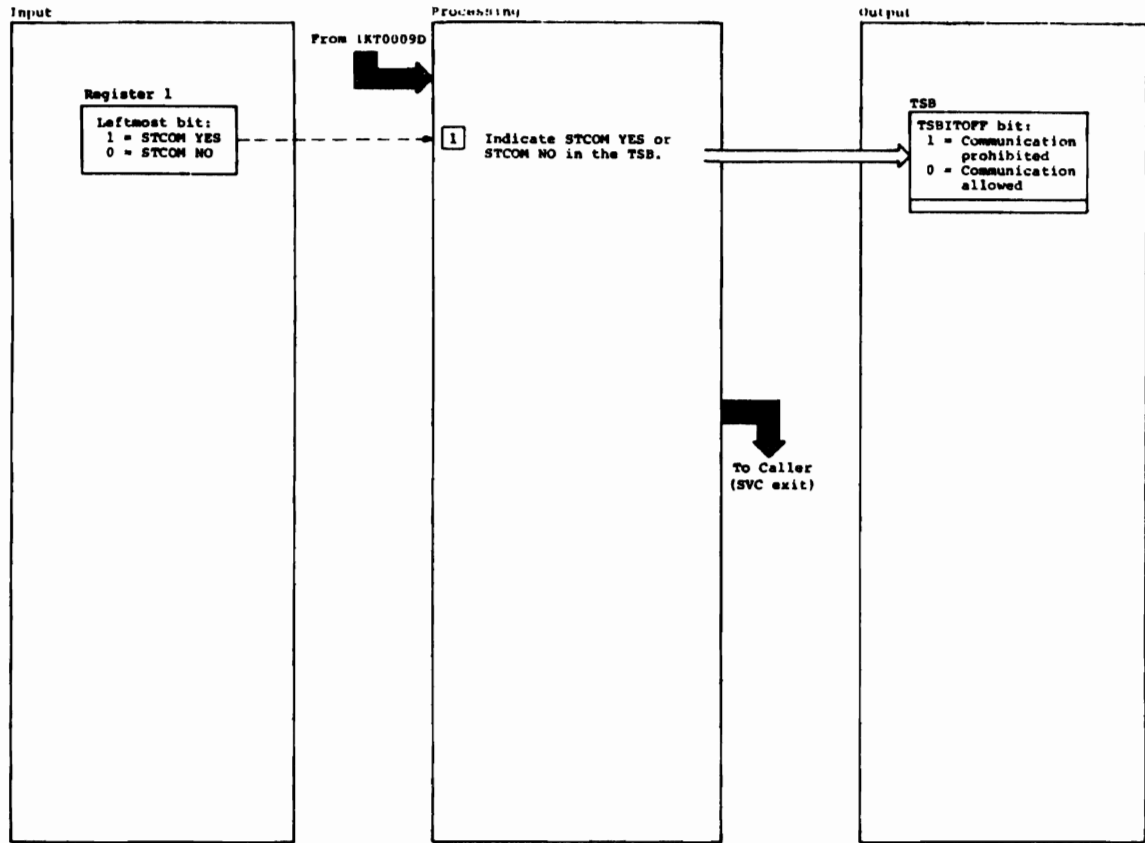 Input
Processing
Output
From IKT0009D
Register 1
Leftmost bit:
1 = STCOM YES
0 = STCOM NO
1 Indicate STCOM YES or
STCOM NO in the TSB.
TSB
TSBITOFF bit:
1 = Communication
prohibited
0 = Communication
allowed
To Caller
(SVC exit)